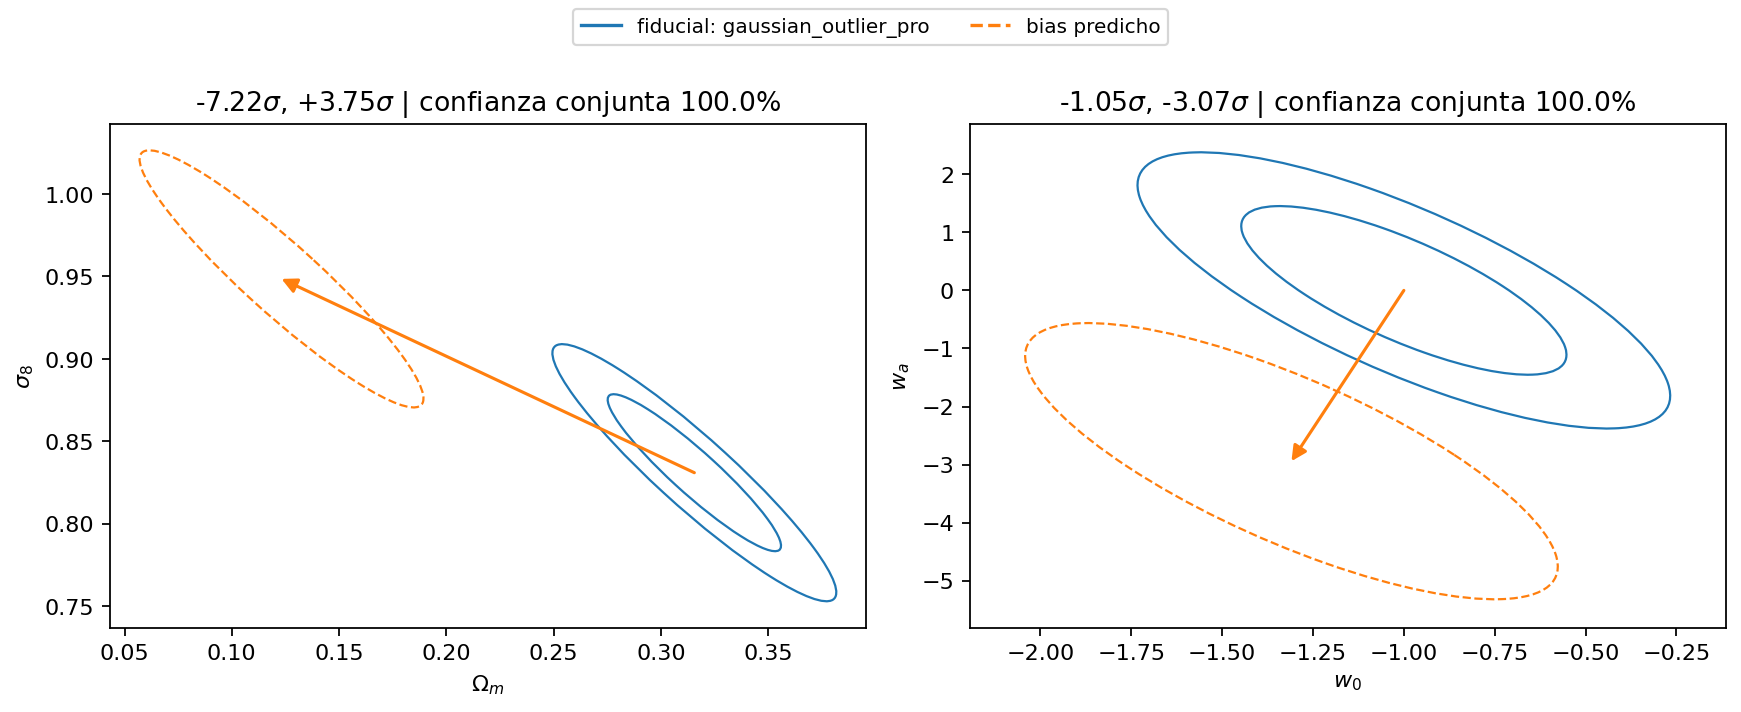 fiducial: gaussian_outlier_pro
bias predicho
-7.22σ, +3.75σ | confianza conjunta 100.0%
1.00
0.95
0.90
0.85
0.80
0.75
σ8
0.05 0.10 0.15 0.20 0.25 0.30 0.35
Ωm
-1.05σ, -3.07σ | confianza conjunta 100.0%
2
1
0
−1
−2
−3
−4
−5
wa
−2.00 −1.75 −1.50 −1.25 −1.00 −0.75 −0.50 −0.25
w0